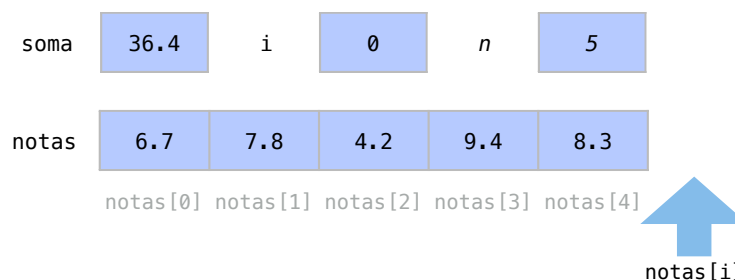 soma 36.4 i 0 n 5
notas 6.7 7.8 4.2 9.4 8.3
notas[0] notas[1] notas[2] notas[3] notas[4]
notas[i]